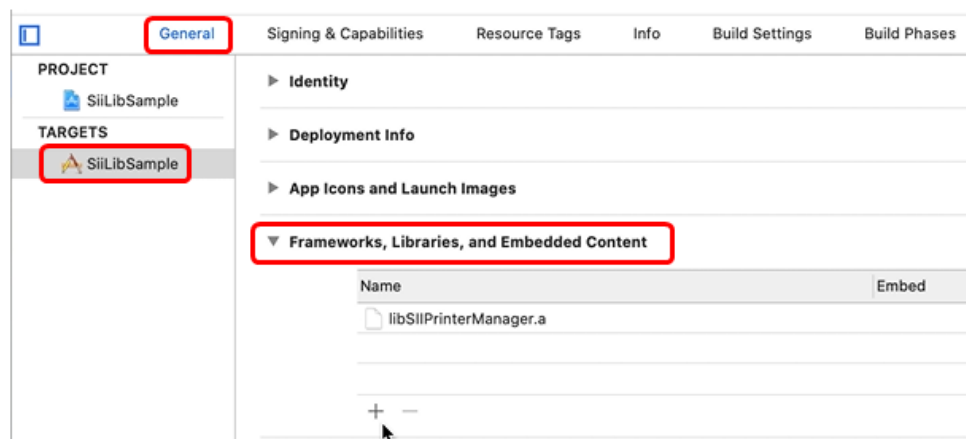 General Signing & Capabilities Resource Tags Info Build Settings Build Phases
PROJECT
SiiLibSample
TARGETS
SiiLibSample
Identity
Deployment Info
App Icons and Launch Images
Frameworks, Libraries, and Embedded Content
Name Embed
libSIIPrinterManager.a